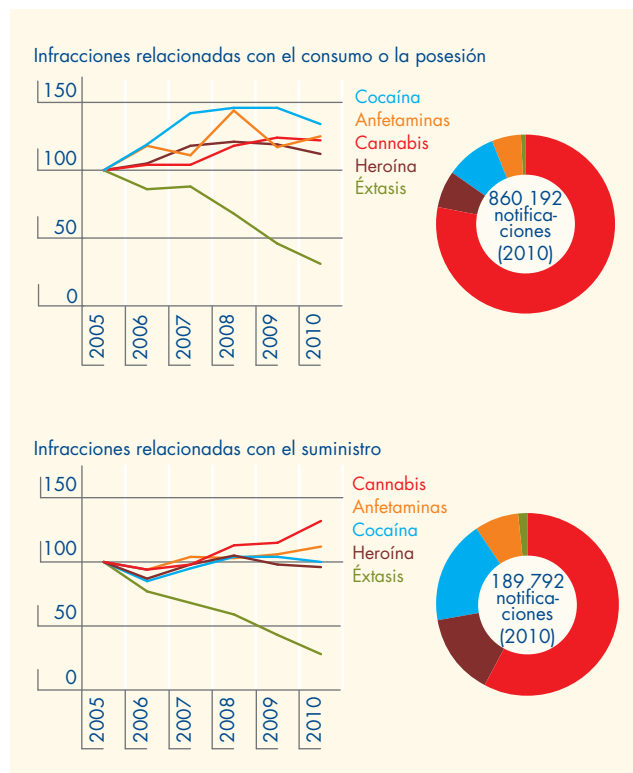 Infracciones relacionadas con el consumo o la posesión
150
100
50
0
2005
2006
2007
2008
2009
2010
Cocaína
Anfetaminas
Cannabis
Heroína
Éxtasis
860 192
notifica-
ciones
(2010)
Infracciones relacionadas con el suministro
150
100
50
0
2005
2006
2007
2008
2009
2010
Cannabis
Anfetaminas
Cocaína
Heroína
Éxtasis
189 792
notifica-
ciones
(2010)